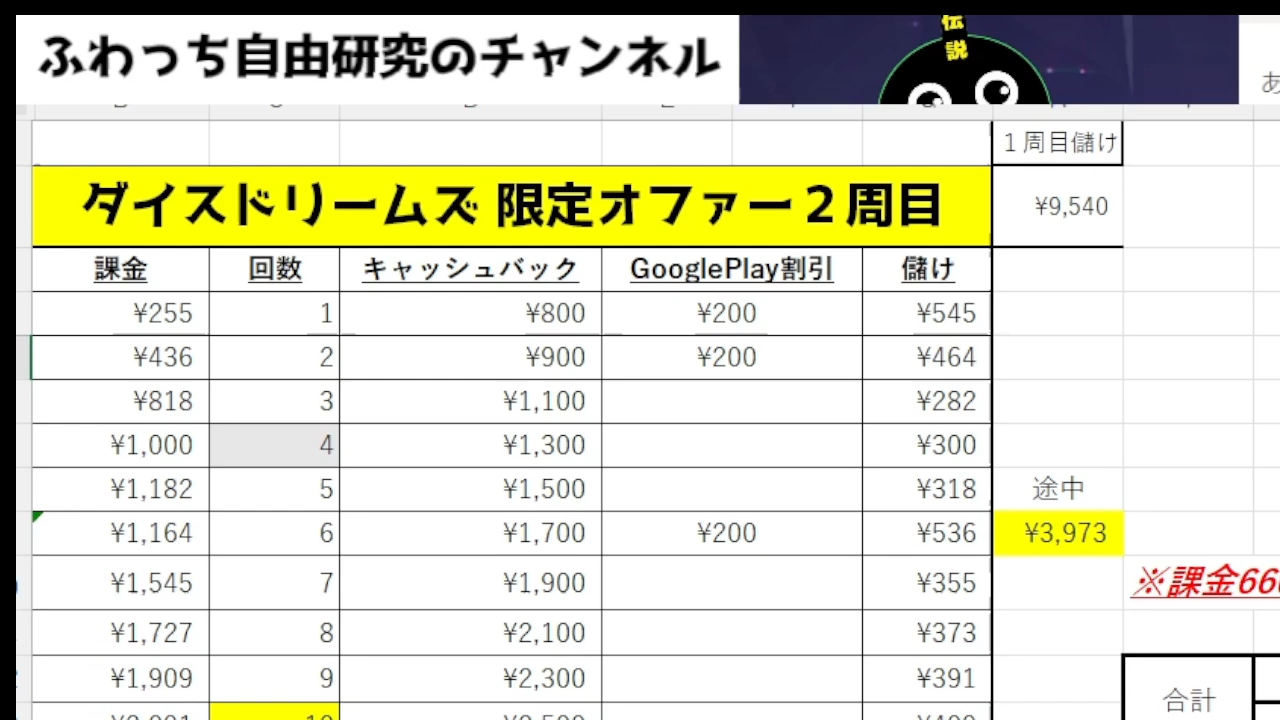 ふわっち自由研究のチャンネル
伝
説
あ
1周目儲け
ダイスドリームズ 限定オファー2周目
¥9,540
課金 回数 キャッシュバック GooglePlay割引 儲け
¥255 1 ¥800 ¥200 ¥545
¥436 2 ¥900 ¥200 ¥464
¥818 3 ¥1,100 ¥282
¥1,000 4 ¥1,300 ¥300
¥1,182 5 ¥1,500 ¥318 途中
¥1,164 6 ¥1,700 ¥200 ¥536 ¥3,973
¥1,545 7 ¥1,900 ¥355 ※課金66
¥1,727 8 ¥2,100 ¥373
¥1,909 9 ¥2,300 ¥391
合計